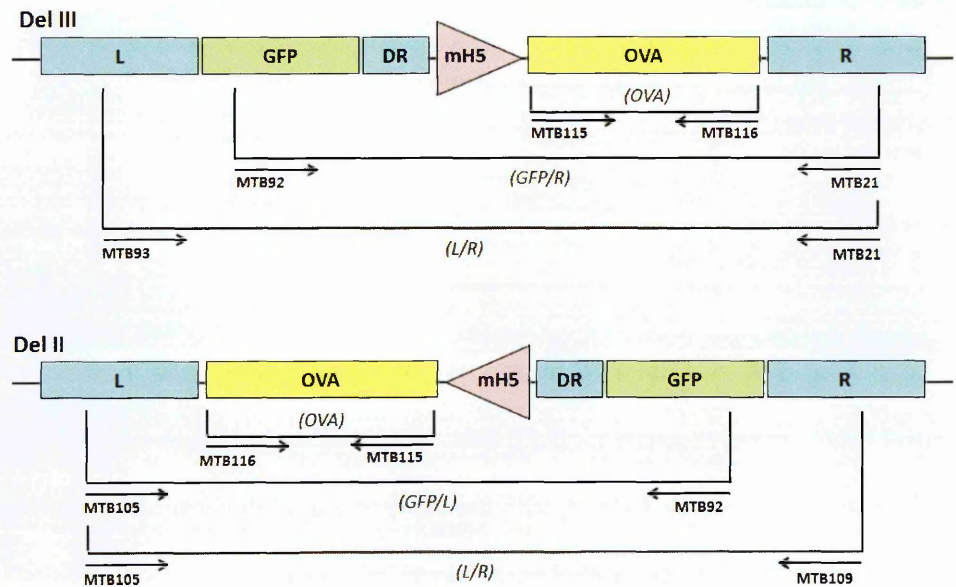 Del III
L GFP DR mH5 OVA R
(OVA)
MTB115 MTB116
MTB92 (GFP/R) MTB21
MTB93 (L/R) MTB21
Del II
L OVA mH5 DR GFP R
(OVA)
MTB116 MTB115
MTB105 (GFP/L) MTB92
MTB105 (L/R) MTB109